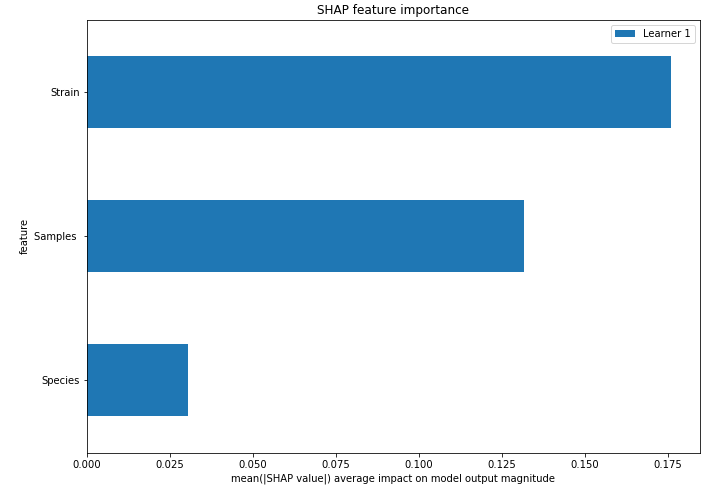 SHAP feature importance
Learner 1
Strain
Samples
Species
feature
0.000 0.025 0.050 0.075 0.100 0.125 0.150 0.175
mean(|SHAP value|) average impact on model output magnitude